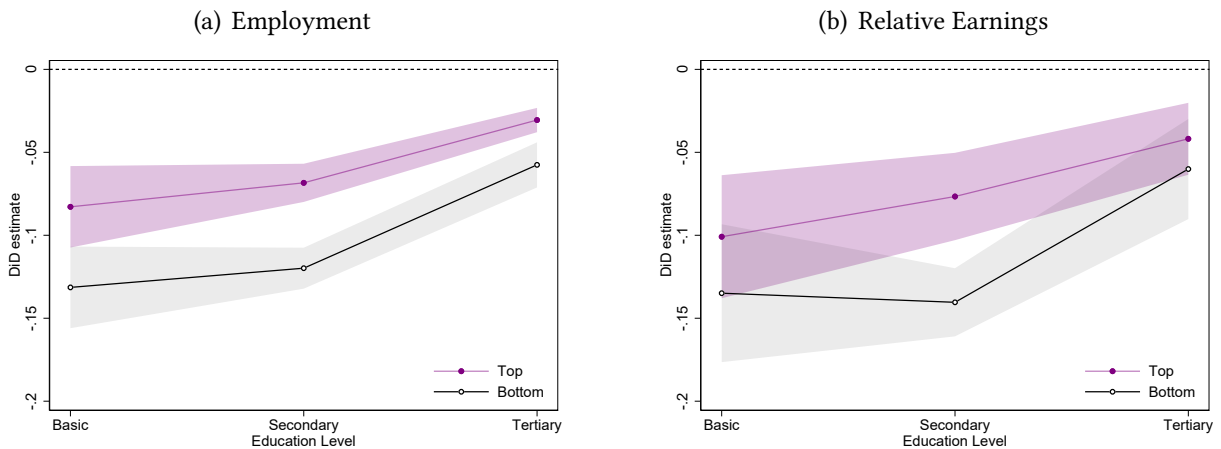 (a) Employment
0
-.05
-.1
-.15
-.2
DiD estimate
Top
Bottom
Basic
Secondary
Tertiary
Education Level
(b) Relative Earnings
0
-.05
-.1
-.15
-.2
DiD estimate
Top
Bottom
Basic
Secondary
Tertiary
Education Level